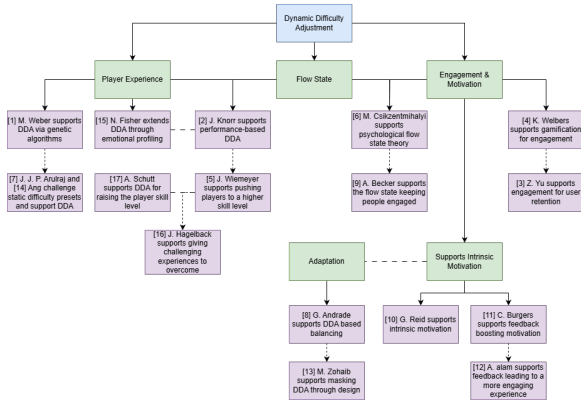 Dynamic Difficulty
Adjustment
Player Experience
Flow State
Engagement &
Motivation
[1] M. Weber supports
DDA via genetic
algorithms
[15] N. Fisher extends
DDA through
emotional profiling
[2] J. Knorr supports
performance-based
DDA
[6] M. Csikzentmihalyi
supports
psychological flow
state theory
[4] K. Welbers
supports gamification
for engagement
[7] J. J. P. Arulraj and
[14] Ang challenge
static difficulty presets
and support DDA
[17] A. Schutt
supports DDA for
raising the player skill
level
[5] J. Wiemeyer
supports pushing
players to a higher
skill level
[9] A. Becker supports
the flow state keeping
people engaged
[3] Z. Yu supports
engagement for user
retention
[16] J. Hagelback
supports giving
challenging
experiences to
overcome
Adaptation
Supports Intrinsic
Motivation
[8] G. Andrade
supports DDA based
balancing
[10] G. Reid supports
intrinsic motivation
[11] C. Burgers
supports feedback
boosting motivation
[13] M. Zohaib
supports masking
DDA through design
[12] A. alam supports
feedback leading to a
more engaging
experience